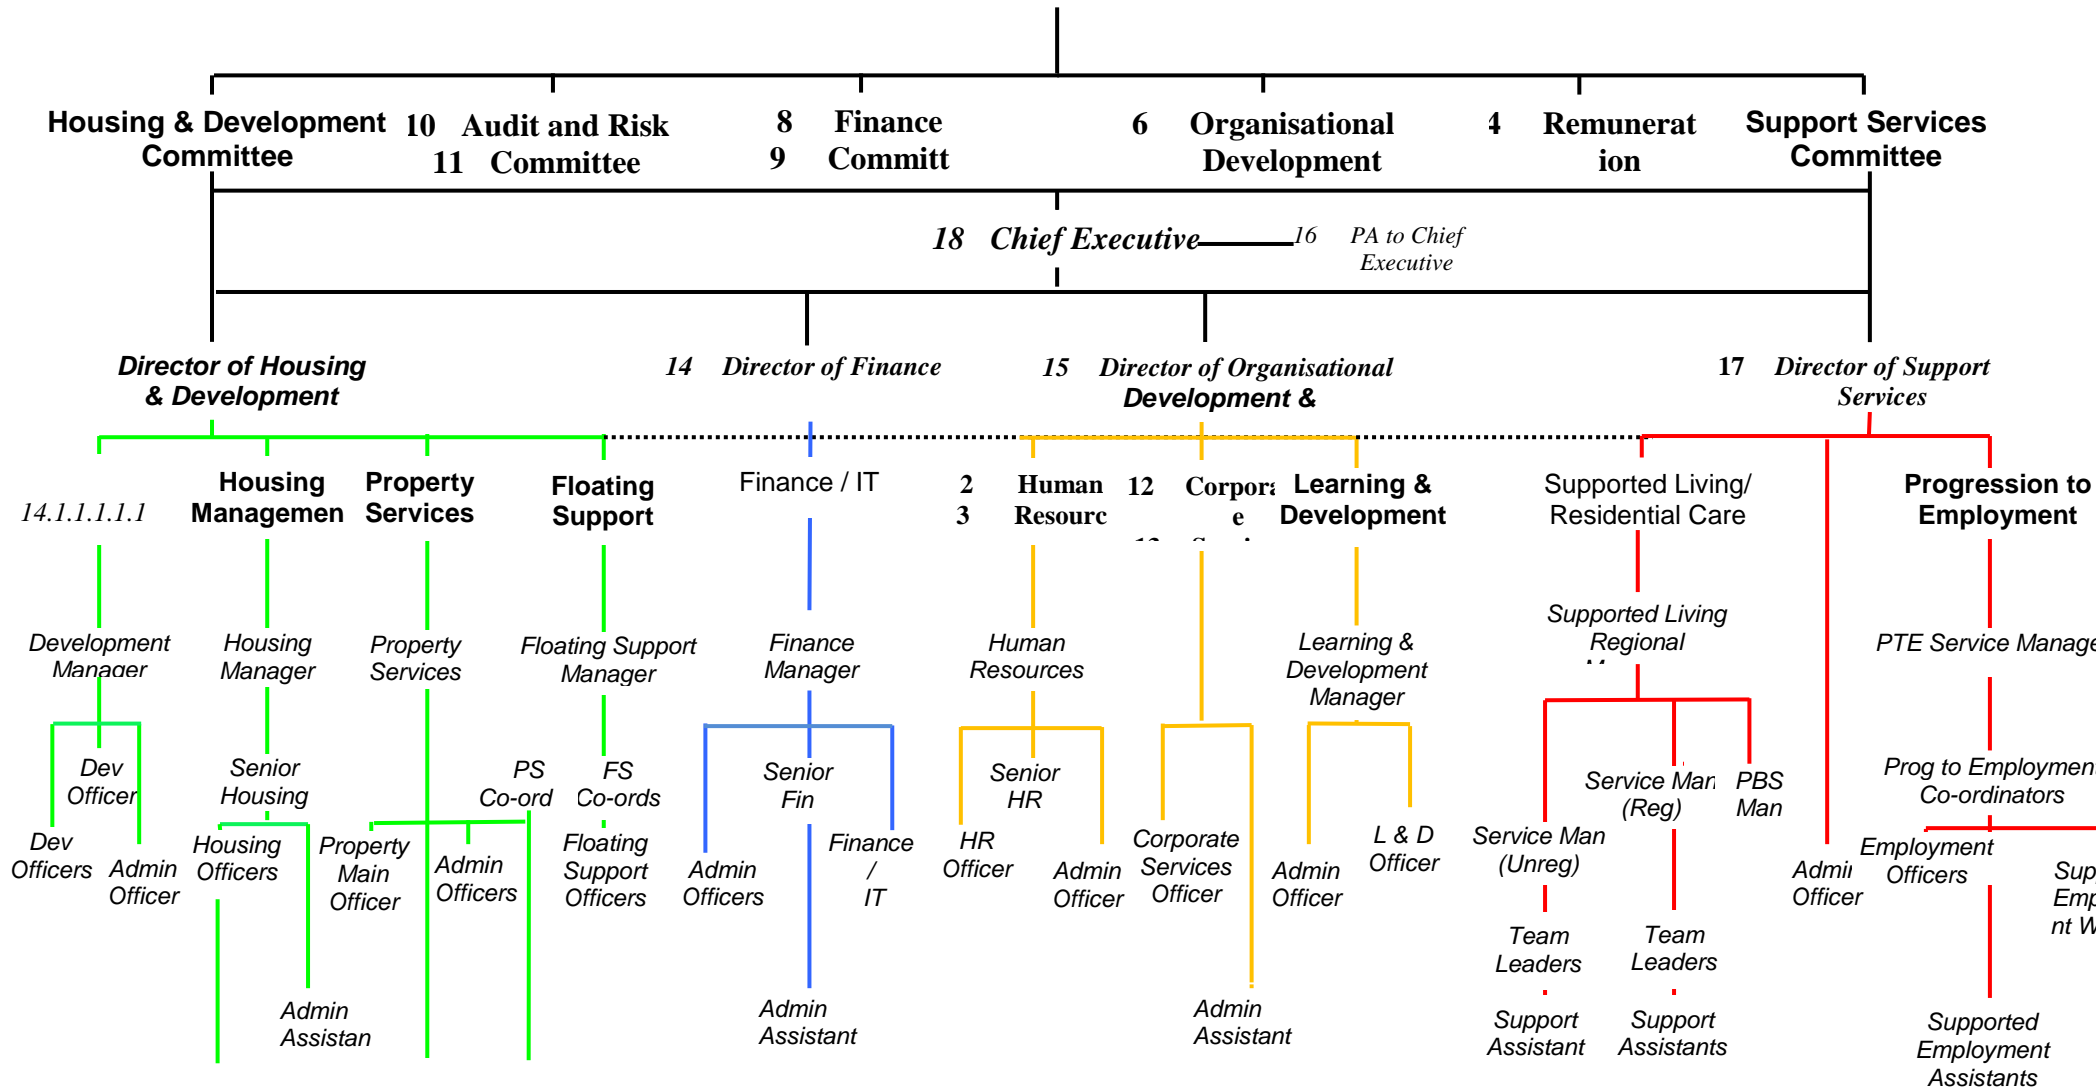 Housing & Development
Committee
10 Audit and Risk
11 Committee
8 Finance
9 Committ
6 Organisational
Development
4 Remunerat
ion
Support Services
Committee
18 Chief Executive
16 PA to Chief
Executive
Director of Housing
& Development
14 Director of Finance
15 Director of Organisational
Development &
17 Director of Support
Services
14.1.1.1.1.1
Housing
Managemen
Property
Services
Floating
Support
Finance / IT
2 Human
3 Resourc
12 Corpora
e
Learning &
Development
Supported Living/
Residential Care
Progression to
Employment
Development
Manager
Housing
Manager
Property
Services
Floating Support
Manager
Finance
Manager
Human
Resources
Learning &
Development
Manager
Supported Living
Regional
PTE Service Manage
Dev
Officer
Dev
Officers
Admin
Officer
Senior
Housing
Housing
Officers
Admin
Assistan
Property
Main
Officer
Admin
Officers
PS
Co-ord
FS
Co-ords
Floating
Support
Officers
Admin
Officers
Senior
Fin
Finance
/
IT
Admin
Assistant
HR
Officer
Senior
HR
Admin
Officer
Corporate
Services
Officer
Admin
Assistant
Admin
Officer
L & D
Officer
Service Man
(Unreg)
Service Man
(Reg)
PBS
Man
Team
Leaders
Team
Leaders
Support
Assistant
Support
Assistants
Admi
Officer
Prog to Employment
Co-ordinators
Employment
Officers
Sup
Emp
nt W
Supported
Employment
Assistants